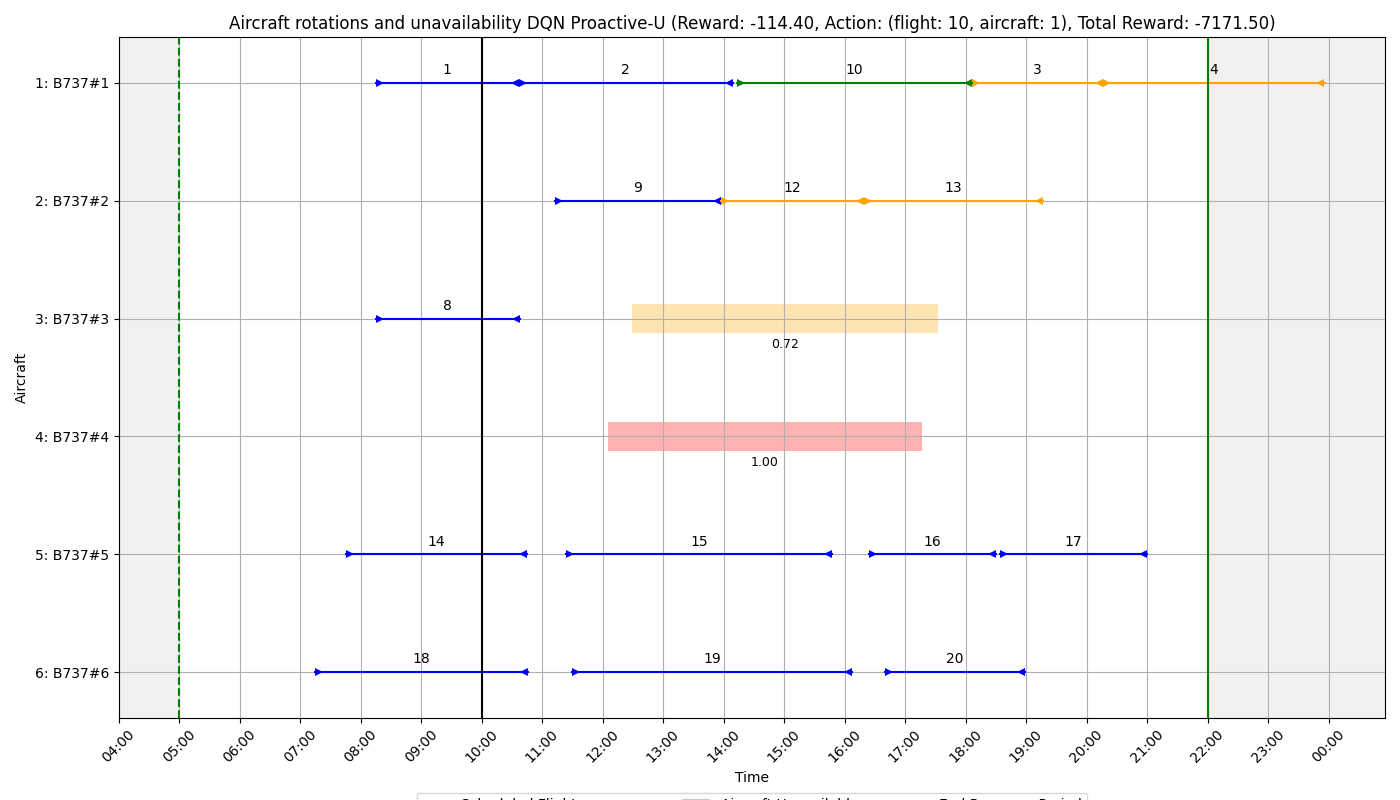 Aircraft rotations and unavailability DQN Proactive-U (Reward: -114.40, Action: (flight: 10, aircraft: 1), Total Reward: -7171.50)
1: B737#1
1 2 10 3 4
2: B737#2
9 12 13
3: B737#3
8
0.72
4: B737#4
1.00
5: B737#5
14 15 16 17
6: B737#6
18 19 20
Aircraft
04:00 05:00 06:00 07:00 08:00 09:00 10:00 11:00 12:00 13:00 14:00 15:00 16:00 17:00 18:00 19:00 20:00 21:00 22:00 23:00 00:00
Time